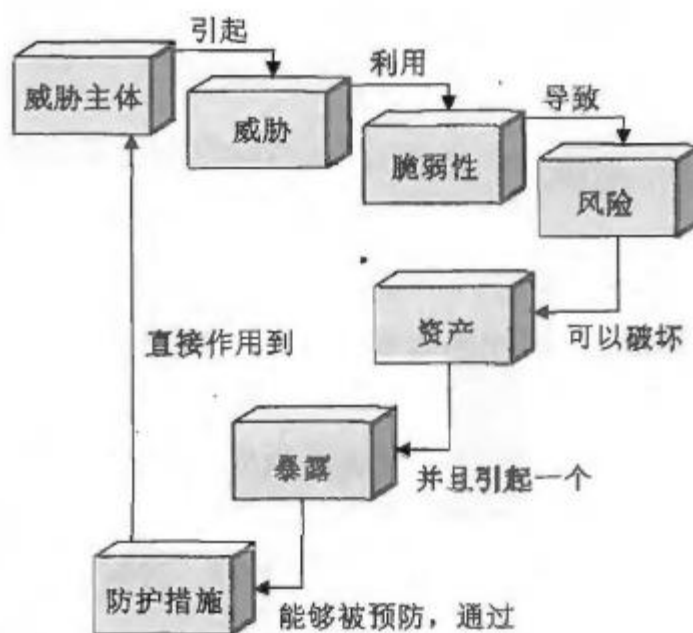 引起
威胁主体
利用
威胁
导致
脆弱性
风险
资产
直接作用到
可以破坏
暴露
并且引起一个
防护措施
能够被预防，通过